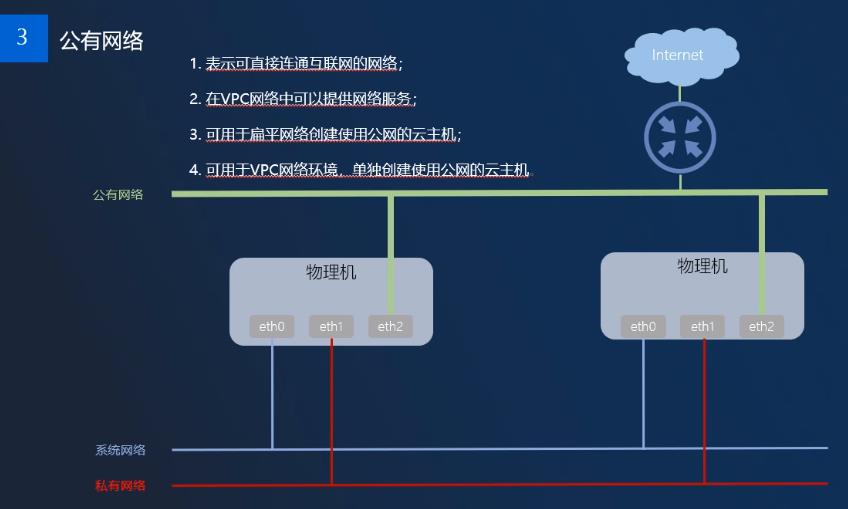 3
公有网络
1. 表示可直接连通互联网的网络;
2. 在VPC网络中可以提供网络服务;
3. 可用于扁平网络创建使用公网的云主机;
4. 可用于VPC网络环境，单独创建使用公网的云主机。
Internet
公有网络
物理机
物理机
eth0 eth1 eth2
eth0 eth1 eth2
系统网络
私有网络